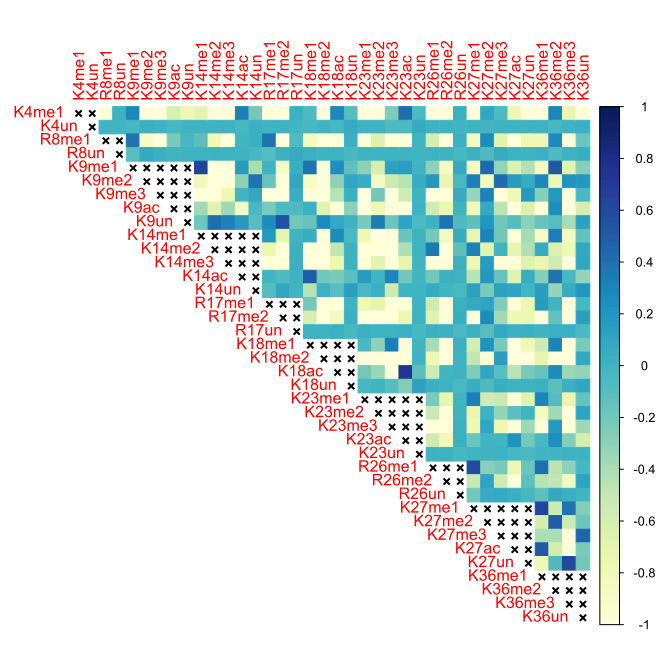 K4me1 K4un R8me1 R8un K9me1 K9me2 K9me3 K9ac K9un K14me1 K14me2 K14me3 K14ac K14un R17me1 R17me2 R17un K18me1 K18me2 K18ac K18un K23me1 K23me2 K23me3 K23ac K23un R26me1 R26me2 R26un K27me1 K27me2 K27me3 K27ac K27un K36me1 K36me2 K36me3 K36un
K4me1
K4un
R8me1
R8un
K9me1
K9me2
K9me3
K9ac
K9un
K14me1
K14me2
K14me3
K14ac
K14un
R17me1
R17me2
R17un
K18me1
K18me2
K18ac
K18un
K23me1
K23me2
K23me3
K23ac
K23un
R26me1
R26me2
R26un
K27me1
K27me2
K27me3
K27ac
K27un
K36me1
K36me2
K36me3
K36un
1
0.8
0.6
0.4
0.2
0
-0.2
-0.4
-0.6
-0.8
-1